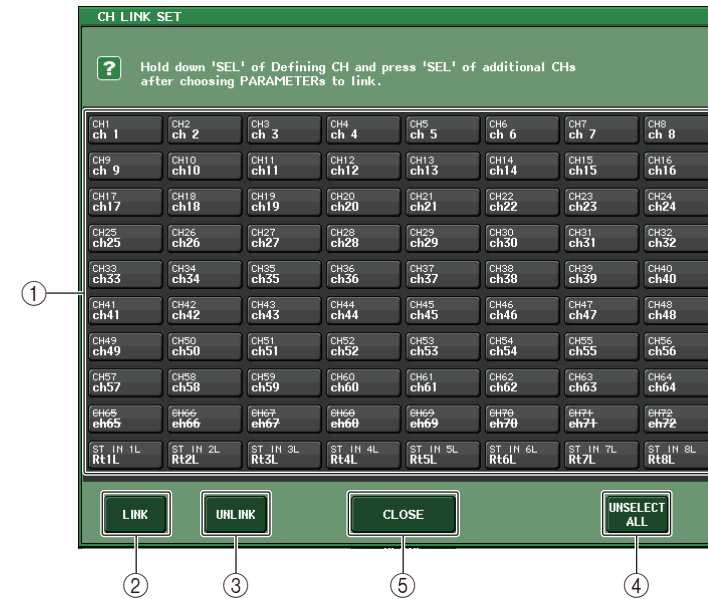 CH LINK SET
? Hold down 'SEL' of Defining CH and press 'SEL' of additional CHs
after choosing PARAMETERs to link.
CH1 CH2 CH3 CH4 CH5 CH6 CH7 CH8
ch 1 ch 2 ch 3 ch 4 ch 5 ch 6 ch 7 ch 8
CH9 CH10 CH11 CH12 CH13 CH14 CH15 CH16
ch 9 ch10 ch11 ch12 ch13 ch14 ch15 ch16
CH17 CH18 CH19 CH20 CH21 CH22 CH23 CH24
ch17 ch18 ch19 ch20 ch21 ch22 ch23 ch24
CH25 CH26 CH27 CH28 CH29 CH30 CH31 CH32
ch25 ch26 ch27 ch28 ch29 ch30 ch31 ch32
CH33 CH34 CH35 CH36 CH37 CH38 CH39 CH40
ch33 ch34 ch35 ch36 ch37 ch38 ch39 ch40
1
CH41 CH42 CH43 CH44 CH45 CH46 CH47 CH48
ch41 ch42 ch43 ch44 ch45 ch46 ch47 ch48
CH49 CH50 CH51 CH52 CH53 CH54 CH55 CH56
ch49 ch50 ch51 ch52 ch53 ch54 ch55 ch56
CH57 CH58 CH59 CH60 CH61 CH62 CH63 CH64
ch57 ch58 ch59 ch60 ch61 ch62 ch63 ch64
CH65 CH66 CH67 CH68 CH69 CH70 CH71 CH72
ch65 ch66 ch67 ch68 ch69 ch70 ch71 ch72
ST IN 1L ST IN 2L ST IN 3L ST IN 4L ST IN 5L ST IN 6L ST IN 7L ST IN 8L
Rt1L Rt2L Rt3L Rt4L Rt5L Rt6L Rt7L Rt8L
LINK UNLINK CLOSE UNSELECT
ALL
2 3 5 4